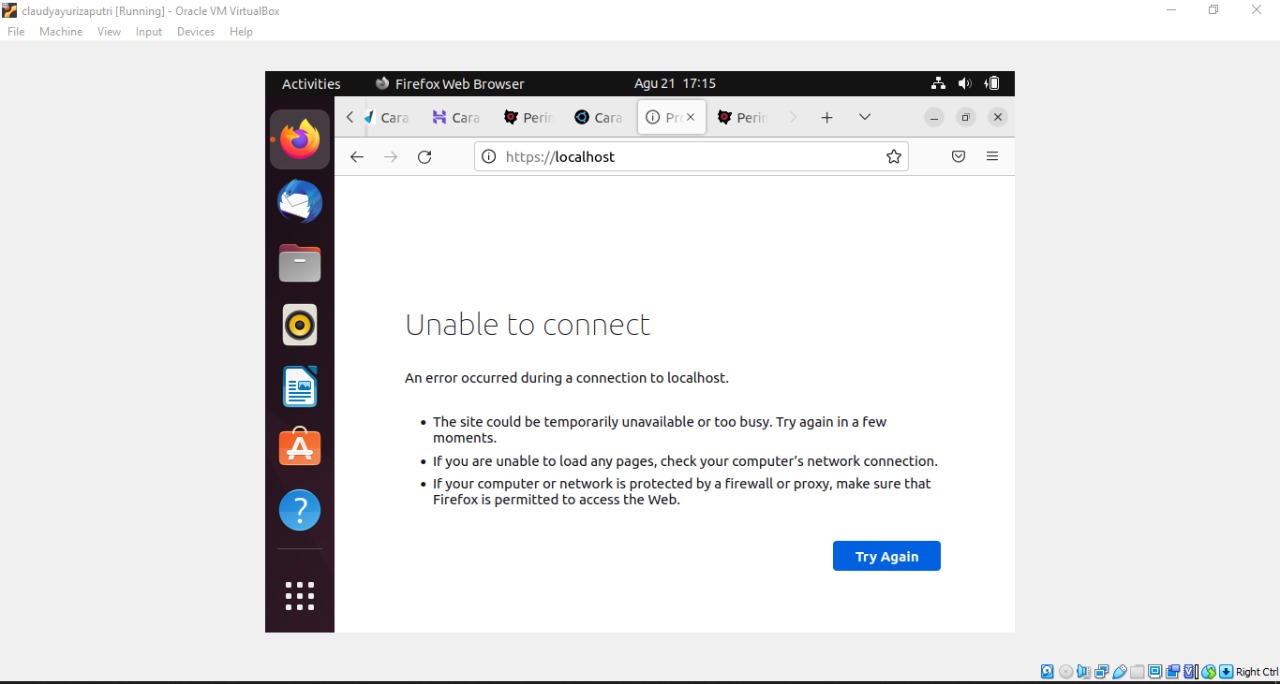 claudyayurizaputri [Running] - Oracle VM VirtualBox
File Machine View Input Devices Help
Activities Firefox Web Browser Agu 21 17:15
Cara Cara Perin Cara Pro Perin
https://localhost
Unable to connect
An error occurred during a connection to localhost.
• The site could be temporarily unavailable or too busy. Try again in a few
moments.
• If you are unable to load any pages, check your computer's network connection.
• If your computer or network is protected by a firewall or proxy, make sure that
Firefox is permitted to access the Web.
Try Again
Right Ctrl